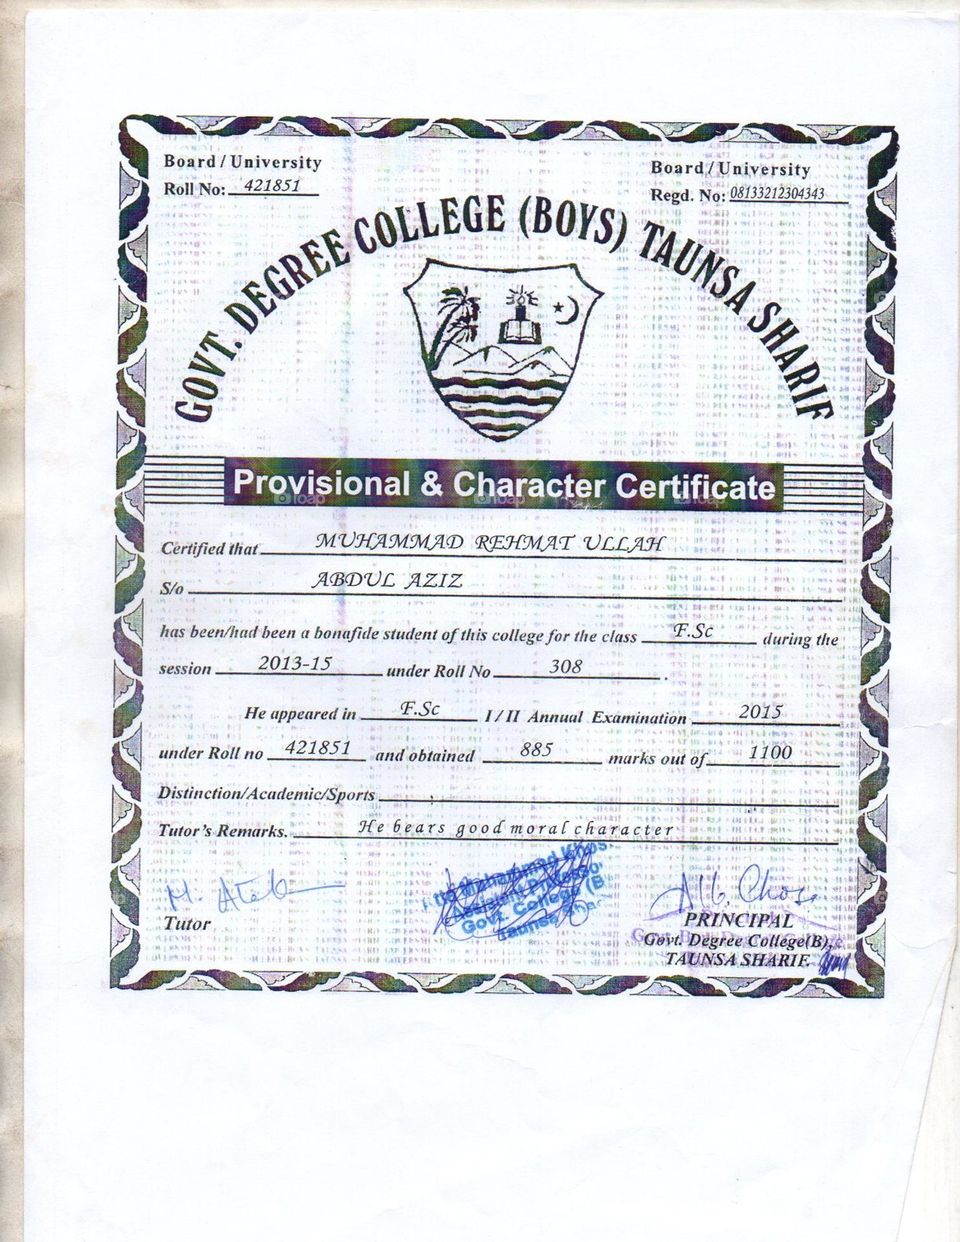 Board/University
Roll No: 421851
Board/University
Regd. No: 08133212304343
GOVT. DEGREE COLLEGE (BOYS) TAUNSA SHARIF
Provisional & Character Certificate
Certified that MUHAMMAD REHMAT ULLAH
S/o ABDUL AZIZ
has been/had been a bonafide student of this college for the class F.Sc during the
session 2013-15 under Roll No 308.
He appeared in F.Sc I/II Annual Examination 2015
under Roll no 421851 and obtained 885 marks out of 1100
Distinction/Academic/Sports
Tutor's Remarks. He bears good moral character
Tutor
Govt. College (B
PRINCIPAL
Govt. Degree College(B),
TAUNSA SHARIF.